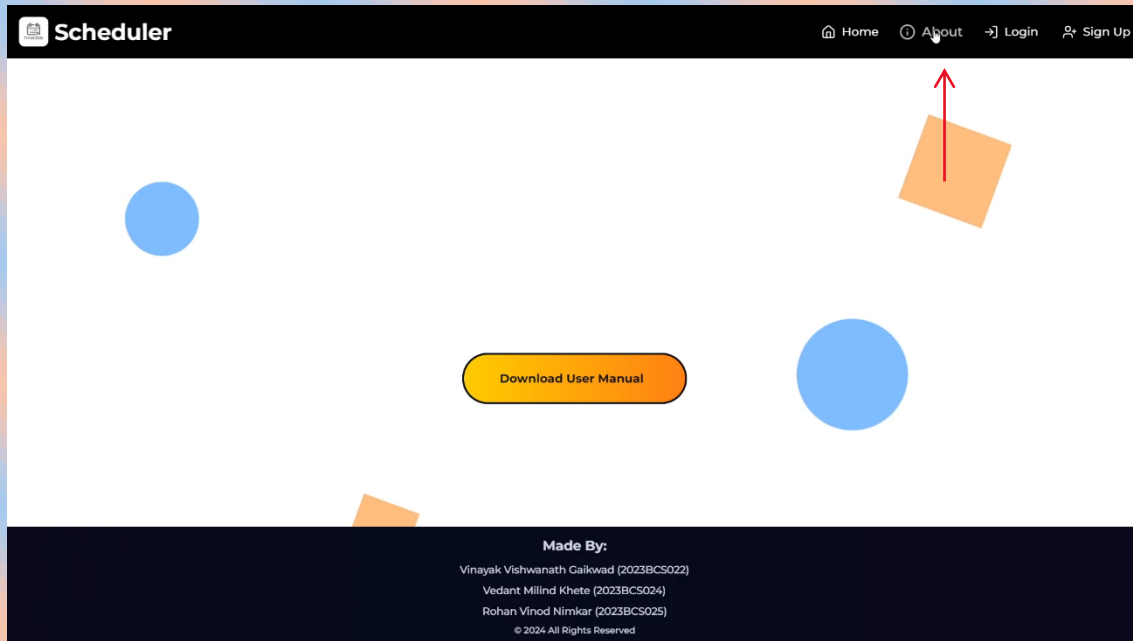 Scheduler
Home About Login Sign Up
Download User Manual
Made By:
Vinayak Vishwanath Gaikwad (2023BCS022)
Vedant Milind Khete (2023BCS024)
Rohan Vinod Nimkar (2023BCS025)
© 2024 All Rights Reserved